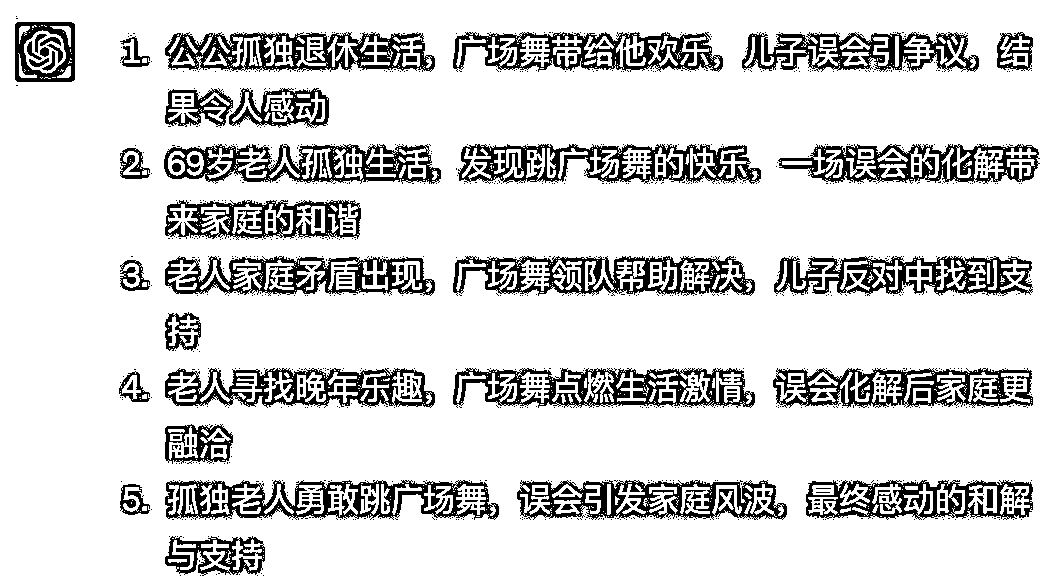 1. 公公孤独退休生活，广场舞带给他欢乐，儿子误会引争议，结
果令人感动
2. 69岁老人孤独生活，发现跳广场舞的快乐，一场误会的化解带
来家庭的和谐
3. 老人家庭矛盾出现，广场舞领队帮助解决，儿子反对中找到支
持
4. 老人寻找晚年乐趣，广场舞点燃生活激情，误会化解后家庭更
融洽
5. 孤独老人勇敢跳广场舞，误会引发家庭风波，最终感动的和解
与支持